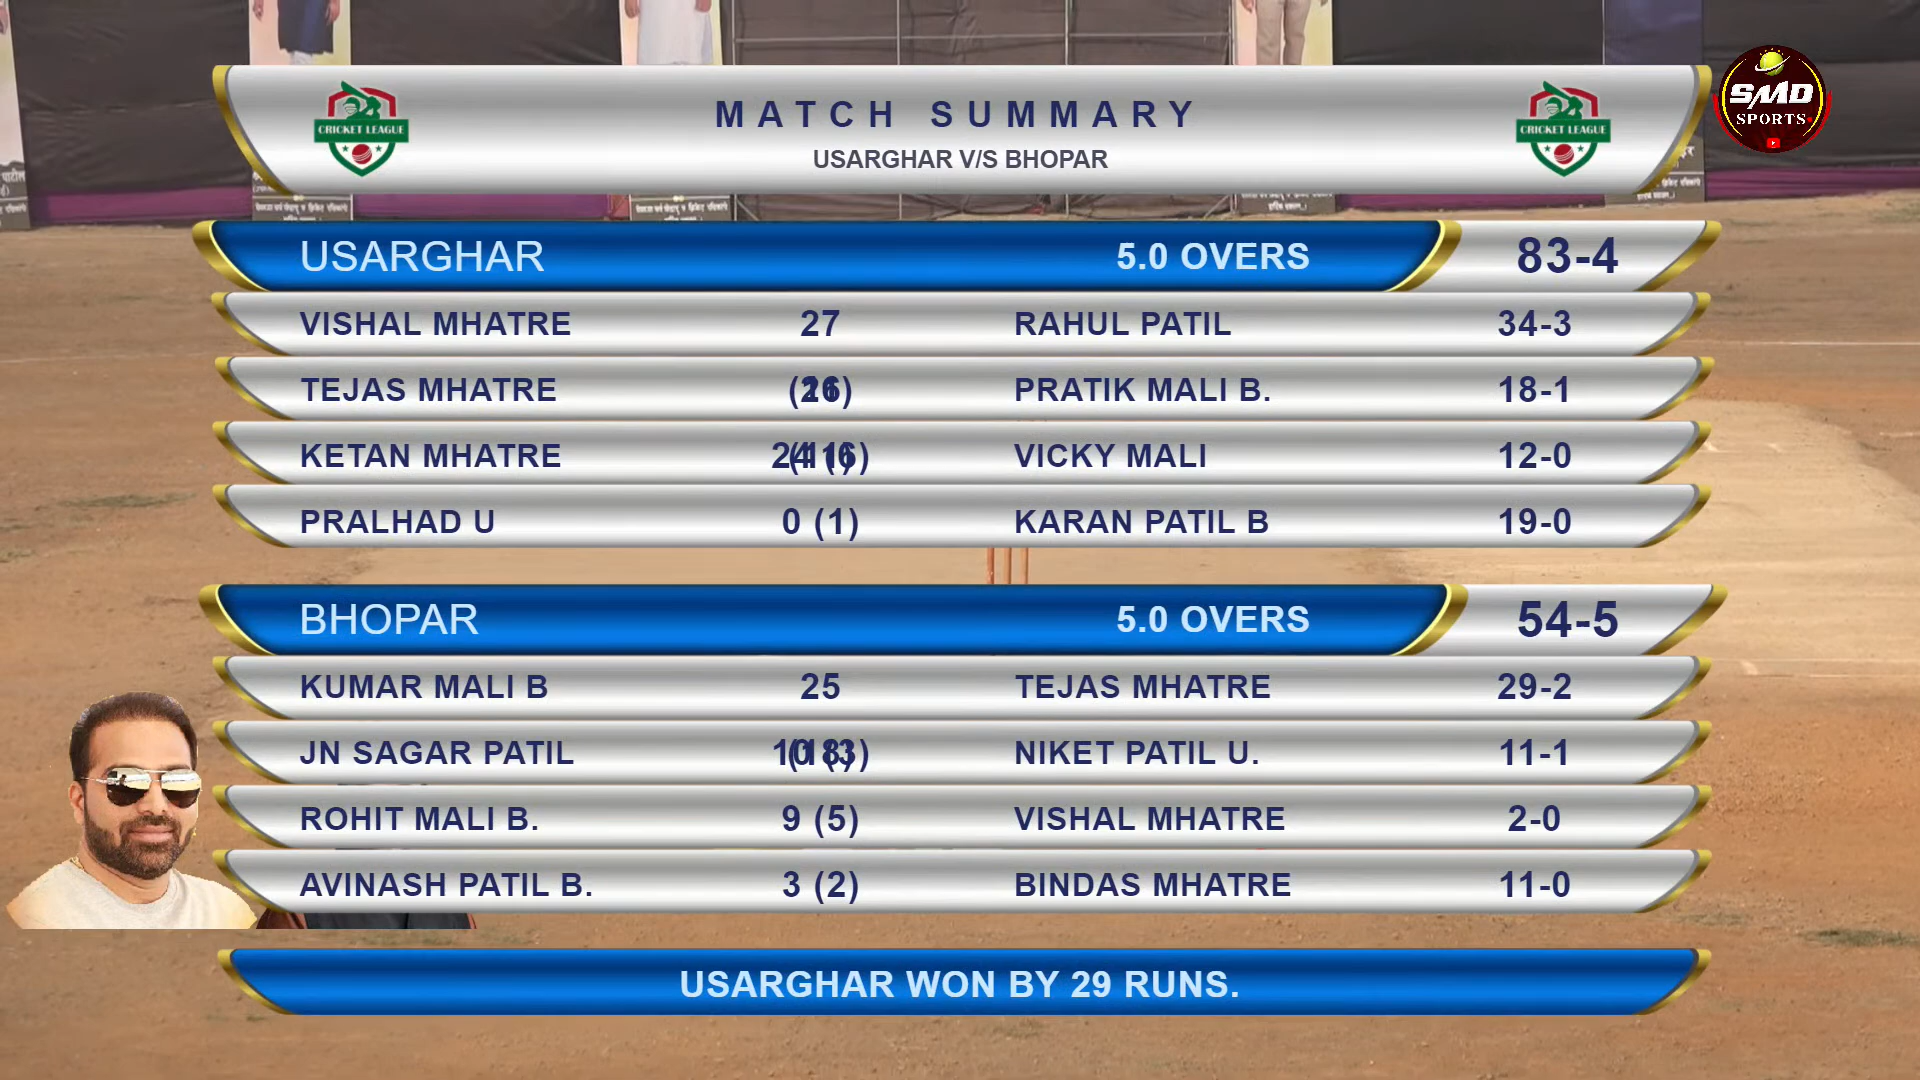 MATCH SUMMARY
USARGHAR V/S BHOPAR
CRICKET LEAGUE
CRICKET LEAGUE
SMD
SPORTS
USARGHAR 5.0 OVERS 83-4
VISHAL MHATRE 27 RAHUL PATIL 34-3
TEJAS MHATRE PRATIK MALI B. 18-1
KETAN MHATRE VICKY MALI 12-0
PRALHAD U 0 (1) KARAN PATIL B 19-0
BHOPAR 5.0 OVERS 54-5
KUMAR MALI B 25 TEJAS MHATRE 29-2
JN SAGAR PATIL NIKET PATIL U. 11-1
ROHIT MALI B. 9 (5) VISHAL MHATRE 2-0
AVINASH PATIL B. 3 (2) BINDAS MHATRE 11-0
USARGHAR WON BY 29 RUNS.